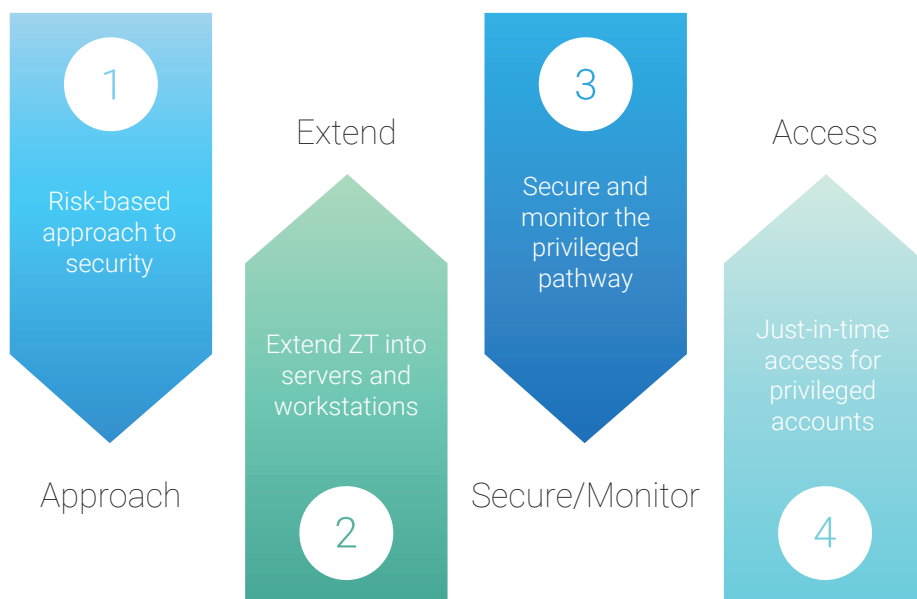 1
Risk-based
approach to
security
Approach
Extend
Extend ZT into
servers and
workstations
2
3
Secure and
monitor the
privileged
pathway
Secure/Monitor
Access
Just-in-time
access for
privileged
accounts
4